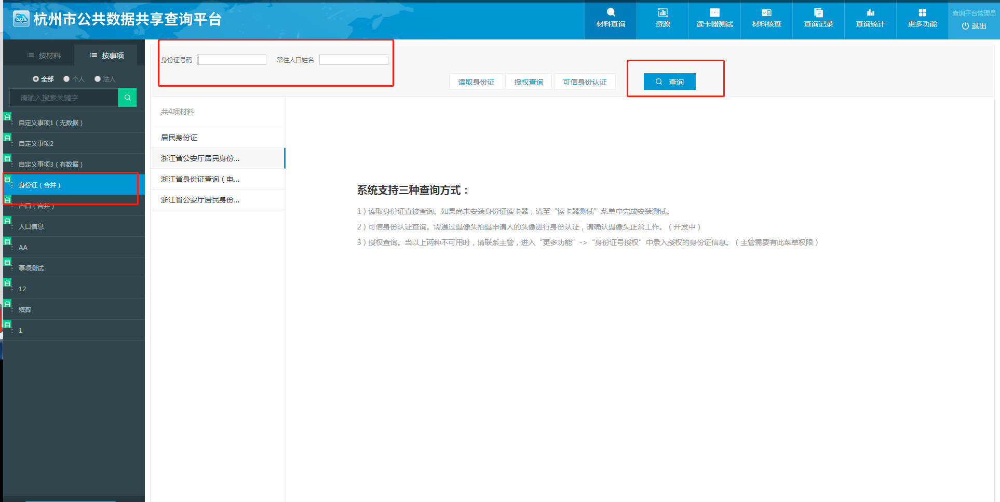 杭州市公共数据共享查询平台
材料查询
资源
读卡器测试
材料核查
查询记录
查询统计
更多功能
查询平台管理员
退出
DATA
按材料
按事项
全部 个人 法人
请输入搜索关键字
自
自定义事项1（无数据）
自
自定义事项2
自
自定义事项3（有数据）
自
身份证（合并）
自
户口（合并）
自
人口信息
自
AA
自
事项测试
自
12
自
殡葬
自
1
身份证号码
常住人口姓名
读取身份证
授权查询
可信身份认证
查询
共4项材料
居民身份证
浙江省公安厅居民身份...
浙江省身份证查询（电...
浙江省公安厅居民身份...
系统支持三种查询方式：
1）读取身份证直接查询。如果尚未安装身份证读卡器，请至“读卡器测试”菜单中完成安装测试。
2）可信身份认证查询。需通过摄像头拍摄申请人的头像进行身份认证，请确认摄像头正常工作。（开发中）
3）授权查询。当以上两种不可用时，请联系主管，进入“更多功能”->“身份证号授权”中录入授权的身份证信息。（主管需要有此菜单权限）